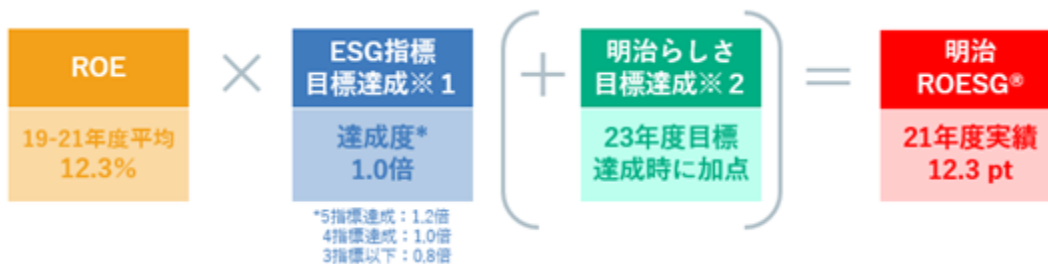 ROE
19-21年度平均
12.3%
×
ESG指標
目標達成※1
達成度*
1.0倍
*5指標達成：1.2倍
4指標達成：1.0倍
3指標以下：0.8倍
(
+
明治らしさ
目標達成※2
23年度目標
達成時に加点
)
=
明治
ROESG®
21年度実績
12.3 pt